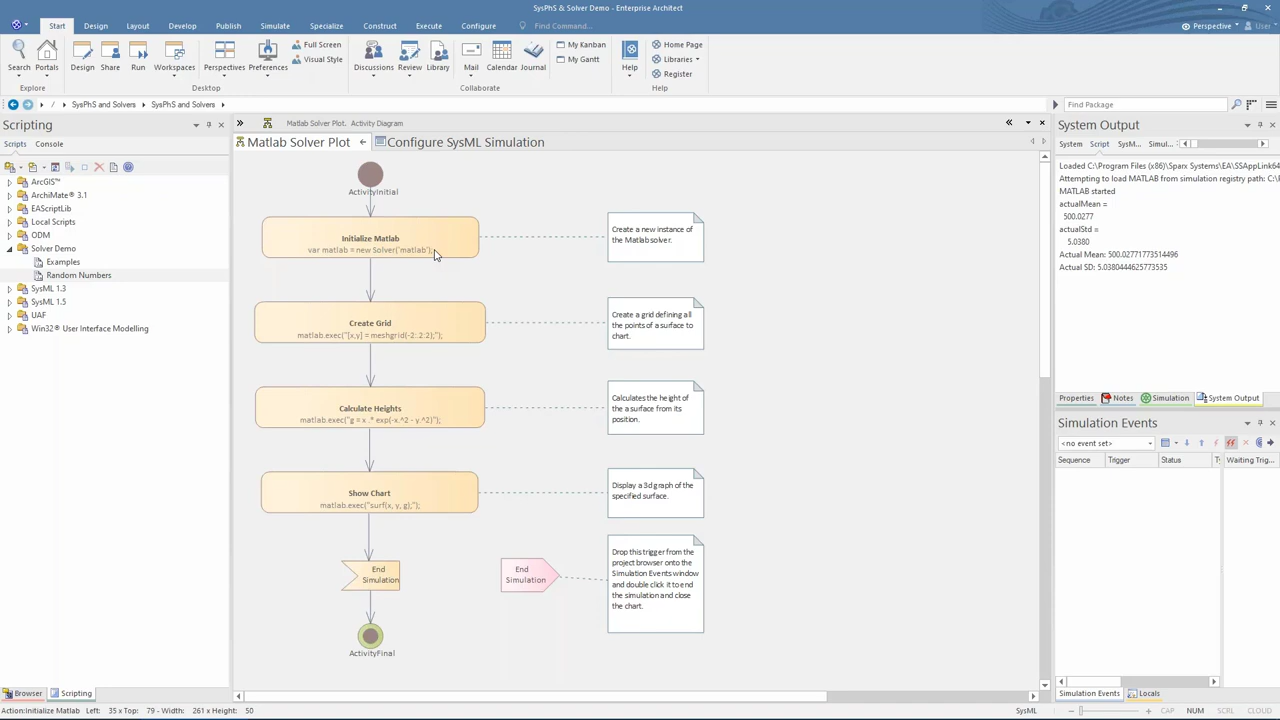 SysPhS & Solver Demo - Enterprise Architect
Start Design Layout Develop Publish Simulate Specialize Construct Execute Configure Find Command... Perspective User
Search Portals Design Share Run Workspaces Perspectives Preferences Full Screen Visual Style Discussions Review Library Mail Calendar Journal My Kanban My Gantt Help Home Page Libraries Register
Explore Desktop Collaborate Help
/ SysPhS and Solvers SysPhS and Solvers Find Package
Scripting
Scripts Console
ArcGIS™
ArchiMate® 3.1
EAScriptLib
Local Scripts
ODM
Solver Demo
Examples
Random Numbers
SysML 1.3
SysML 1.5
UAF
Win32® User Interface Modelling
Browser Scripting
Matlab Solver Plot. Activity Diagram
Matlab Solver Plot Configure SysML Simulation
ActivityInitial
Initialize Matlab
var matlab = new Solver('matlab');
Create a new instance of
the Matlab solver.
Create Grid
matlab.exec("[x,y] = meshgrid(-2:.2:2);");
Create a grid defining all
the points of a surface to
chart.
Calculate Heights
matlab.exec("g = x .* exp(-x.^2 - y.^2)");
Calculates the height of
the a surface from its
position.
Show Chart
matlab.exec("surf(x, y, g);");
Display a 3d graph of the
specified surface.
End
Simulation
End
Simulation
Drop this trigger from the
project browser onto the
Simulation Events window
and double click it to end
the simulation and close
the chart.
ActivityFinal
System Output
System Script SysM... Simul...
Loaded C:\Program Files (x86)\Sparx Systems\EA\SSAppLink64
Attempting to load MATLAB from simulation registry path: C:\P
MATLAB started
actualMean =
500.0277
actualStd =
5.0380
Actual Mean: 500.02771773514496
Actual SD: 5.0380444625773535
Properties Notes Simulation System Output
Simulation Events
<no event set>
Sequence Trigger Status Ty Waiting Trig...
Simulation Events Locals
Action:Initialize Matlab Left: 35 x Top: 79 - Width: 261 x Height: 50 SysML CAP NUM SCRL CLOUD